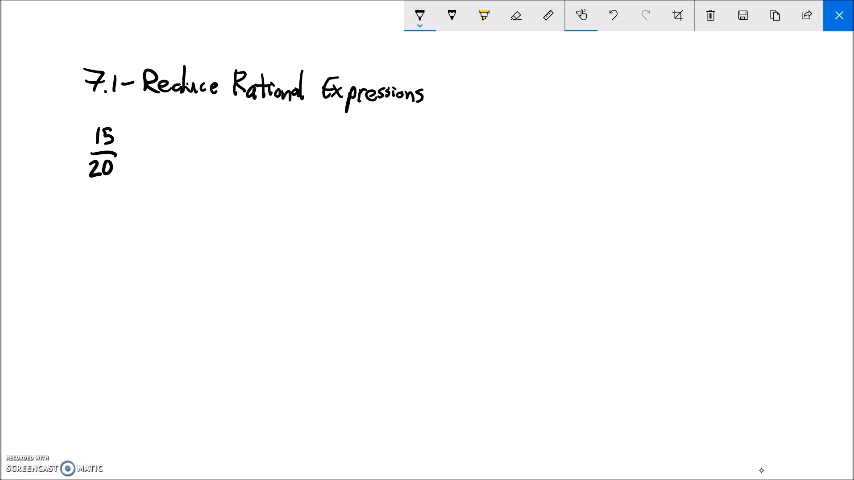 7.1 - Reduce Rational Expressions
15
20
RECORDED WITH
SCREENCAST MATIC